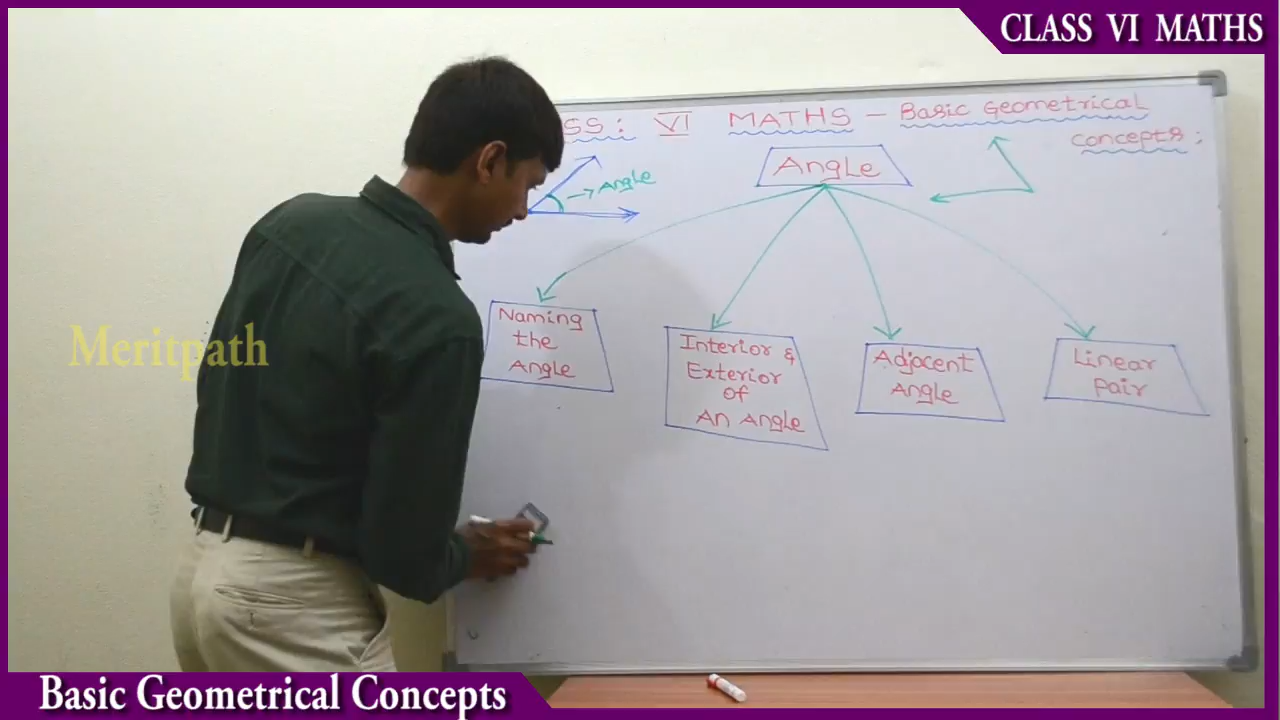 CLASS VI MATHS
SS: VI MATHS - Basic Geometrical
concepts:
Angle
→ Angle
Naming
the
Angle
Interior &
Exterior
of
An Angle
Adjacent
Angle
Linear
pair
Meritpath
Basic Geometrical Concepts